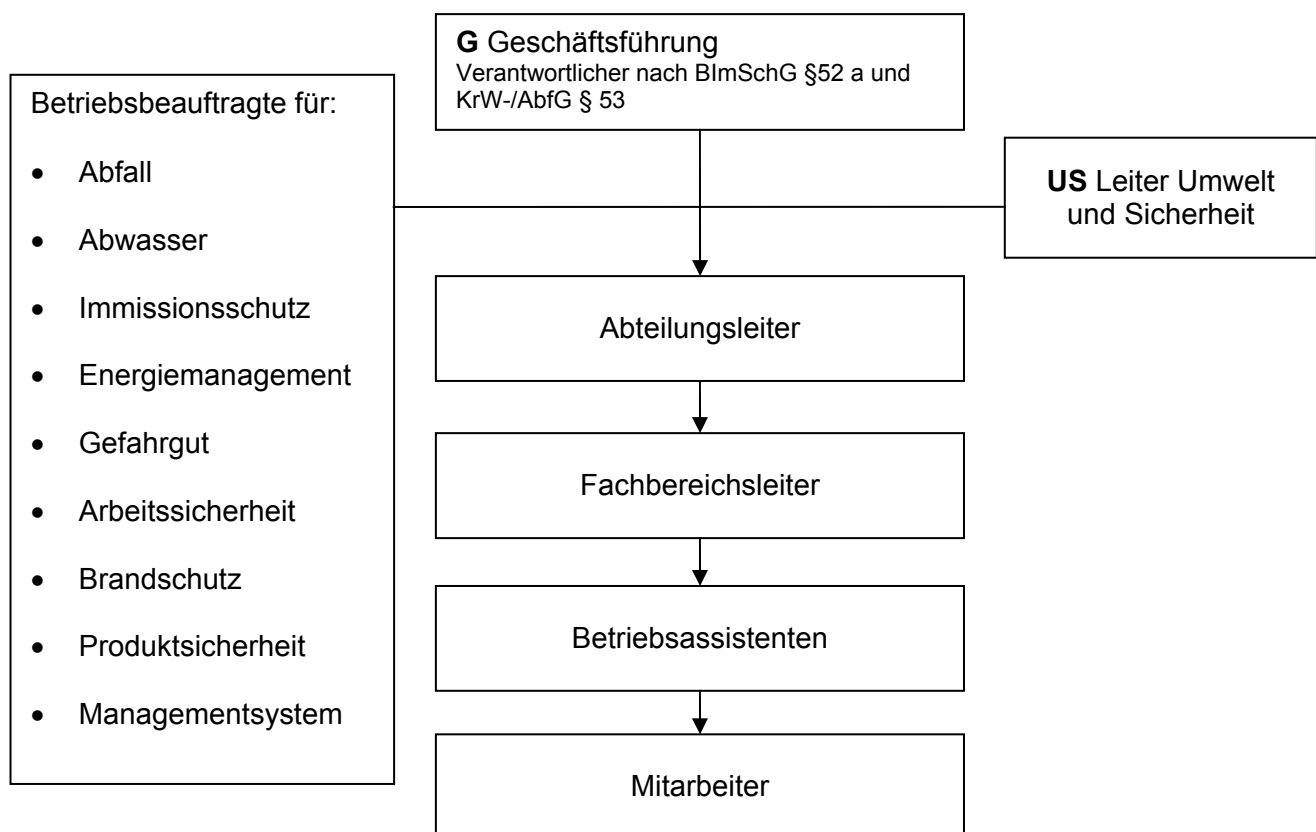 G Geschäftsführung
Verantwortlicher nach BImSchG §52 a und
KrW-/AbfG § 53
Betriebsbeauftragte für:
• Abfall
• Abwasser
• Immissionsschutz
• Energiemanagement
• Gefahrgut
• Arbeitssicherheit
• Brandschutz
• Produktsicherheit
• Managementsystem
US Leiter Umwelt
und Sicherheit
Abteilungsleiter
Fachbereichsleiter
Betriebsassistenten
Mitarbeiter